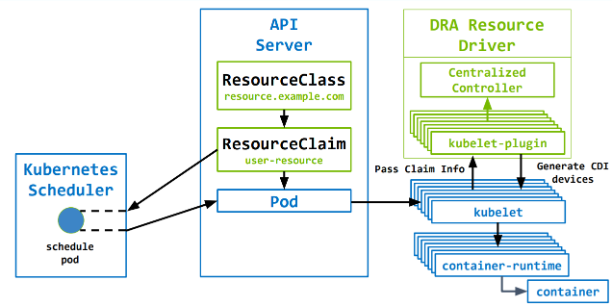 API
Server
ResourceClass
resource.example.com
ResourceClaim
user-resource
Pod
Kubernetes
Scheduler
schedule
pod
DRA Resource
Driver
Centralized
Controller
kubelet-plugin
Pass Claim Info
Generate CDI
devices
kubelet
container-runtime
container